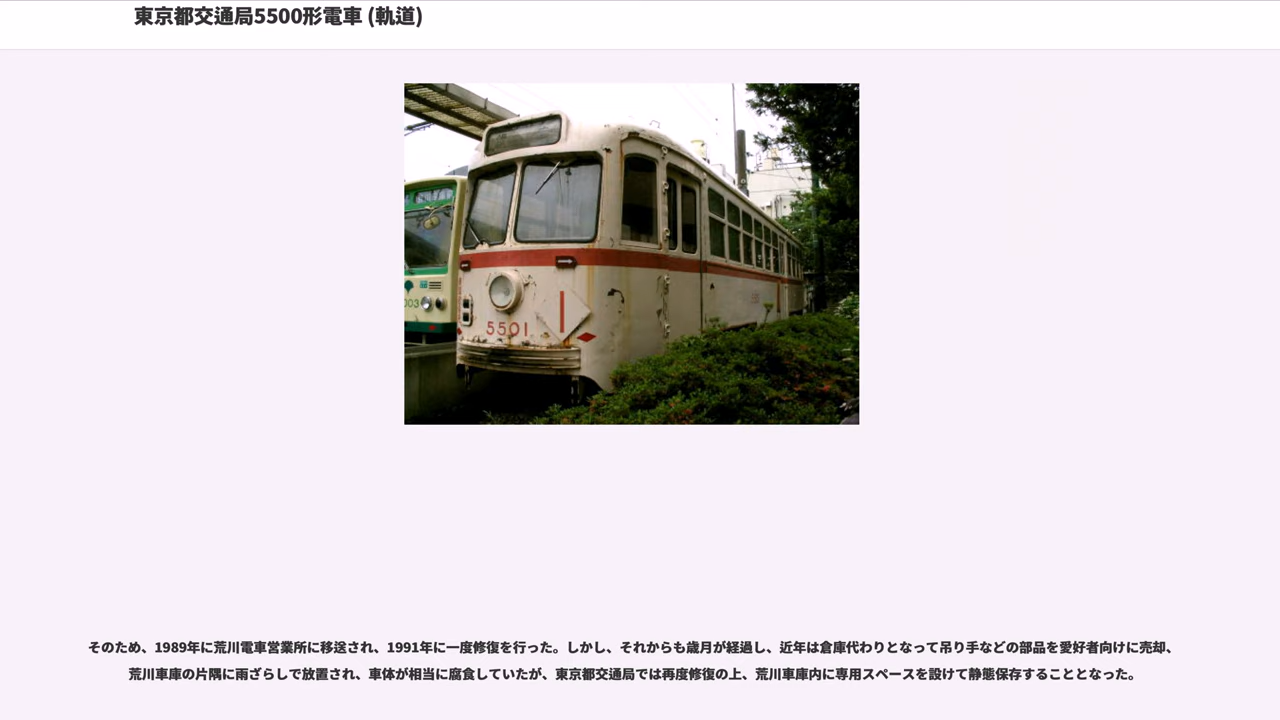 東京都交通局5500形電車 (軌道)
5501
そのため、1989年に荒川電車営業所に移送され、1991年に一度修復を行った。しかし、それからも歳月が経過し、近年は倉庫代わりとなって吊り手などの部品を愛好者向けに売却、
荒川車庫の片隅に雨ざらしで放置され、車体が相当に腐食していたが、東京都交通局では再度修復の上、荒川車庫内に専用スペースを設けて静態保存することとなった。